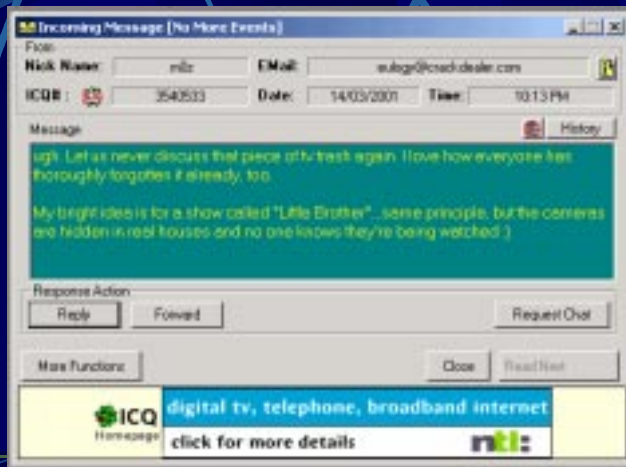 Incoming Message [No More Events]
From
Nick Name: EMail:
ICQ#: 3540533 Date: 14/03/2001 Time: 10:13 PM
Message History
ugh. Let us never discuss that piece of tv trash again. I love how everyone has
thoroughly forgotten it already, too.
My bright idea is for a show called "Little Brother"...same principle, but the cameras
are hidden in real houses and no one knows they're being watched :)
Response Action
Reply Forward Request Chat
More Functions Close Read Next
ICQ digital tv, telephone, broadband internet
Homepage click for more details ntl: